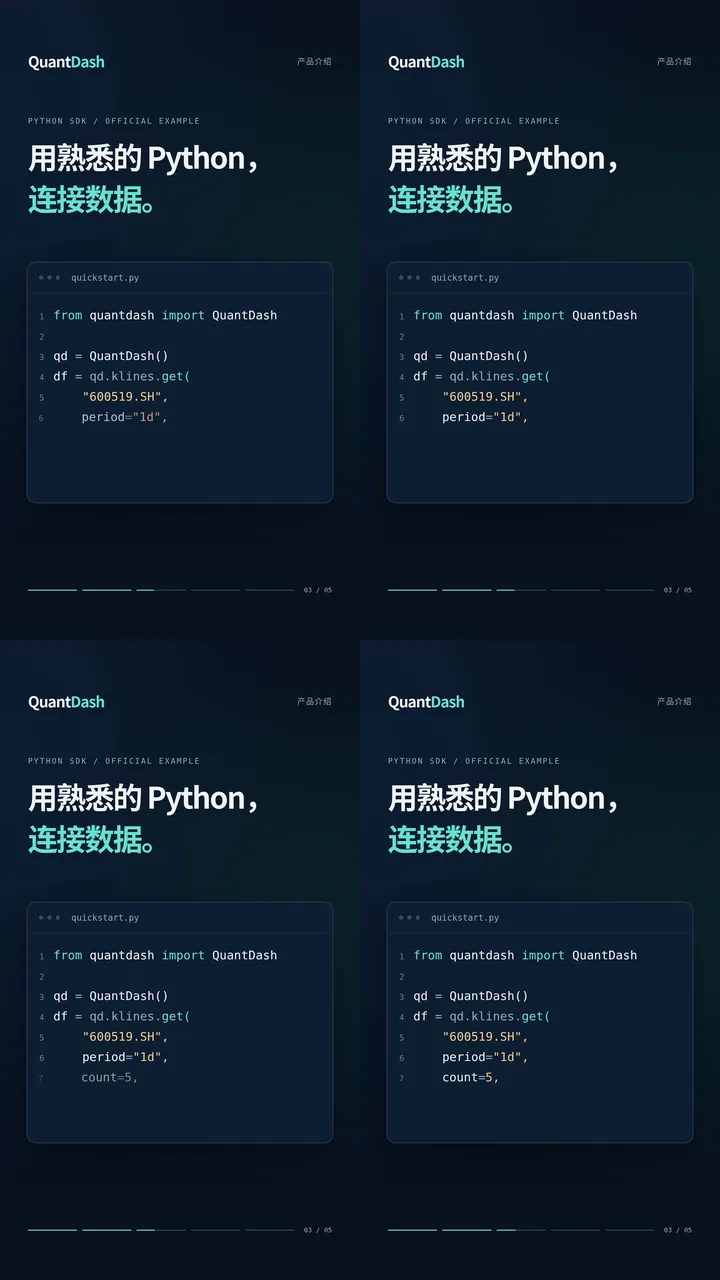 QuantDash
产品介绍
PYTHON SDK / OFFICIAL EXAMPLE
用熟悉的 Python，
连接数据。
quickstart.py
1 from quantdash import QuantDash
2
3 qd = QuantDash()
4 df = qd.klines.get(
5     "600519.SH",
6     period="1d",
03 / 05
QuantDash
产品介绍
PYTHON SDK / OFFICIAL EXAMPLE
用熟悉的 Python，
连接数据。
quickstart.py
1 from quantdash import QuantDash
2
3 qd = QuantDash()
4 df = qd.klines.get(
5     "600519.SH",
6     period="1d",
03 / 05
QuantDash
产品介绍
PYTHON SDK / OFFICIAL EXAMPLE
用熟悉的 Python，
连接数据。
quickstart.py
1 from quantdash import QuantDash
2
3 qd = QuantDash()
4 df = qd.klines.get(
5     "600519.SH",
6     period="1d",
7     count=5,
03 / 05
QuantDash
产品介绍
PYTHON SDK / OFFICIAL EXAMPLE
用熟悉的 Python，
连接数据。
quickstart.py
1 from quantdash import QuantDash
2
3 qd = QuantDash()
4 df = qd.klines.get(
5     "600519.SH",
6     period="1d",
7     count=5,
03 / 05